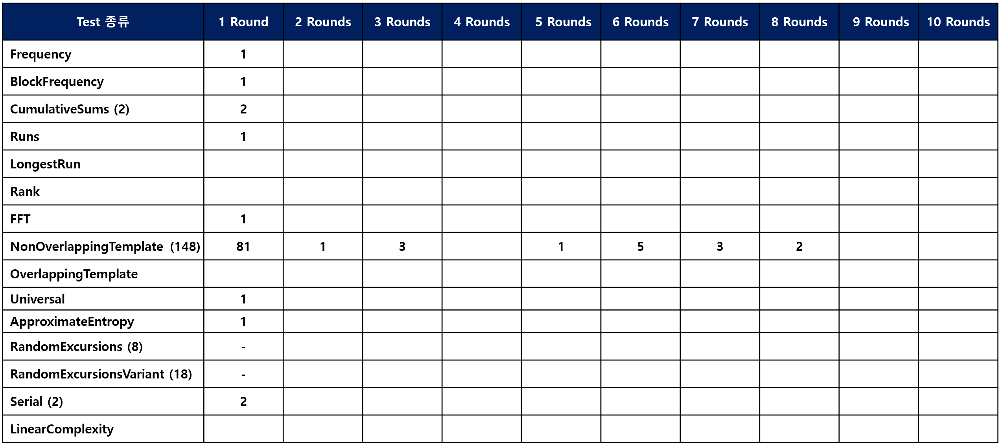 Test 종류 1 Round 2 Rounds 3 Rounds 4 Rounds 5 Rounds 6 Rounds 7 Rounds 8 Rounds 9 Rounds 10 Rounds
Frequency 1
BlockFrequency 1
CumulativeSums (2) 2
Runs 1
LongestRun
Rank
FFT 1
NonOverlappingTemplate (148) 81 1 3 1 5 3 2
OverlappingTemplate
Universal 1
ApproximateEntropy 1
RandomExcursions (8) -
RandomExcursionsVariant (18) -
Serial (2) 2
LinearComplexity